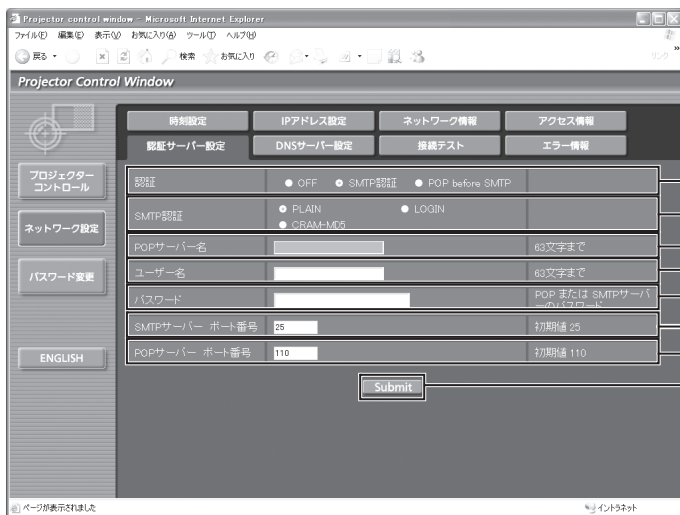 Projector control window - Microsoft Internet Explorer
ファイル(F) 編集(E) 表示(V) お気に入り(A) ツール(T) ヘルプ(H)
戻る 検索 お気に入り
Projector Control Window
時刻設定 IPアドレス設定 ネットワーク情報 アクセス情報
認証サーバー設定 DNSサーバー設定 接続テスト エラー情報
プロジェクター
コントロール
ネットワーク設定
パスワード変更
ENGLISH
認証 OFF SMTP認証 POP before SMTP
SMTP認証 PLAIN LOGIN
CRAM-MD5
POPサーバー名 63文字まで
ユーザー名 63文字まで
パスワード POP または SMTPサーバ
ーのパスワード
SMTPサーバー ポート番号 25 初期値 25
POPサーバー ポート番号 110 初期値 110
Submit
ページが表示されました イントラネット